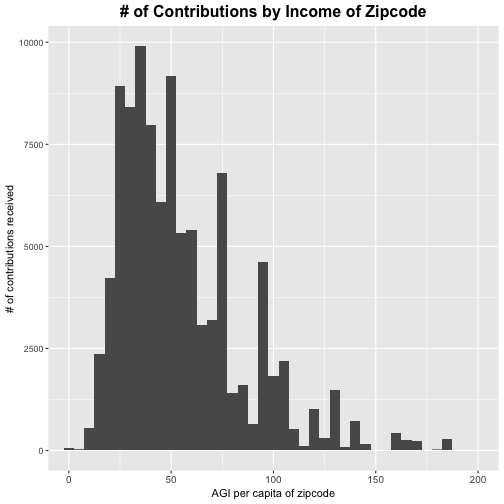 # of Contributions by Income of Zipcode
# of contributions received
10000
7500
5000
2500
0
0 50 100 150 200
AGI per capita of zipcode